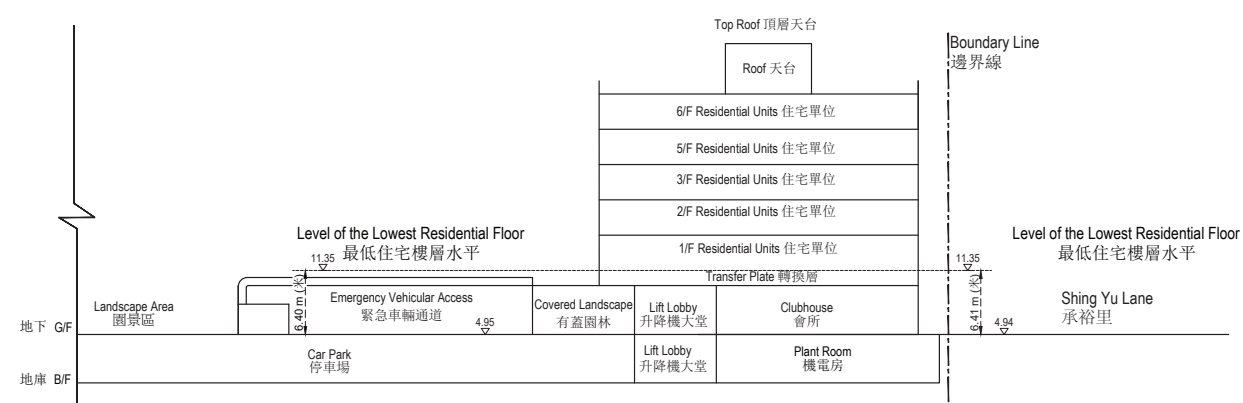 Top Roof 頂層天台
Boundary Line
邊界線
Roof 天台
6/F Residential Units 住宅單位
5/F Residential Units 住宅單位
3/F Residential Units 住宅單位
2/F Residential Units 住宅單位
Level of the Lowest Residential Floor
最低住宅樓層水平
11.35
1/F Residential Units 住宅單位
Level of the Lowest Residential Floor
最低住宅樓層水平
11.35
Transfer Plate 轉換層
Landscape Area
園景區
6.40 m (米)
Emergency Vehicular Access
緊急車輛通道
4.95
Covered Landscape
有蓋園林
Lift Lobby
升降機大堂
Clubhouse
會所
6.41 m (米)
4.94
Shing Yu Lane
承裕里
地下 G/F
Car Park
停車場
Lift Lobby
升降機大堂
Plant Room
機電房
地庫 B/F